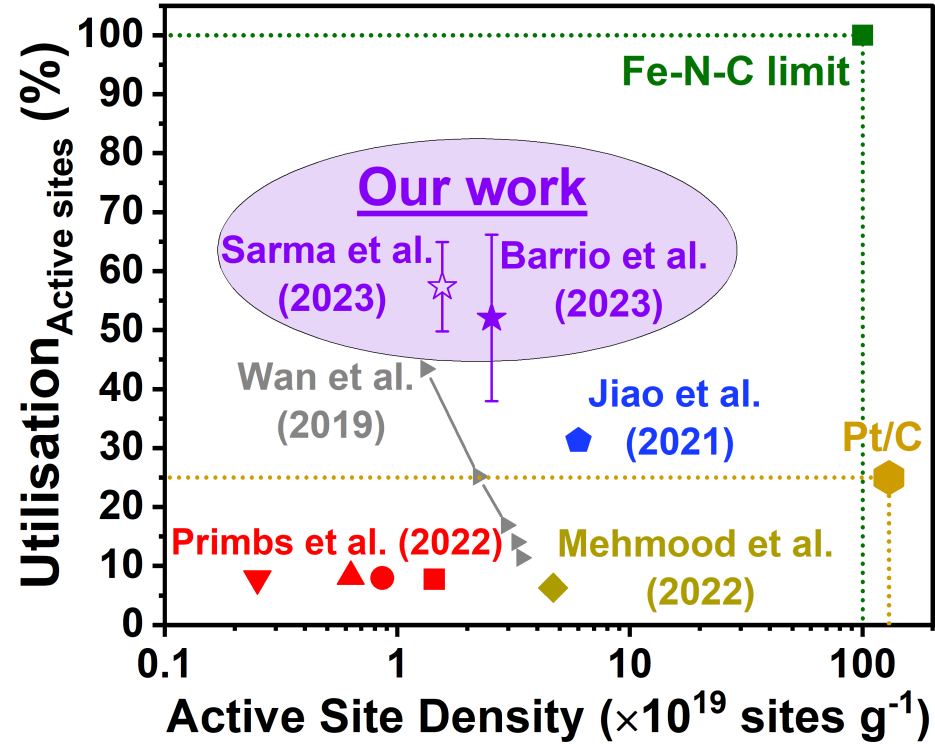 Utilisation Active sites (%)
100
90
80
70
60
50
40
30
20
10
0
Fe-N-C limit
Our work
Sarma et al.
(2023)
Barrio et al.
(2023)
Wan et al.
(2019)
Jiao et al.
(2021)
Pt/C
Primbs et al. (2022)
Mehmood et al.
(2022)
0.1
1
10
100
Active Site Density (×10¹⁹ sites g⁻¹)